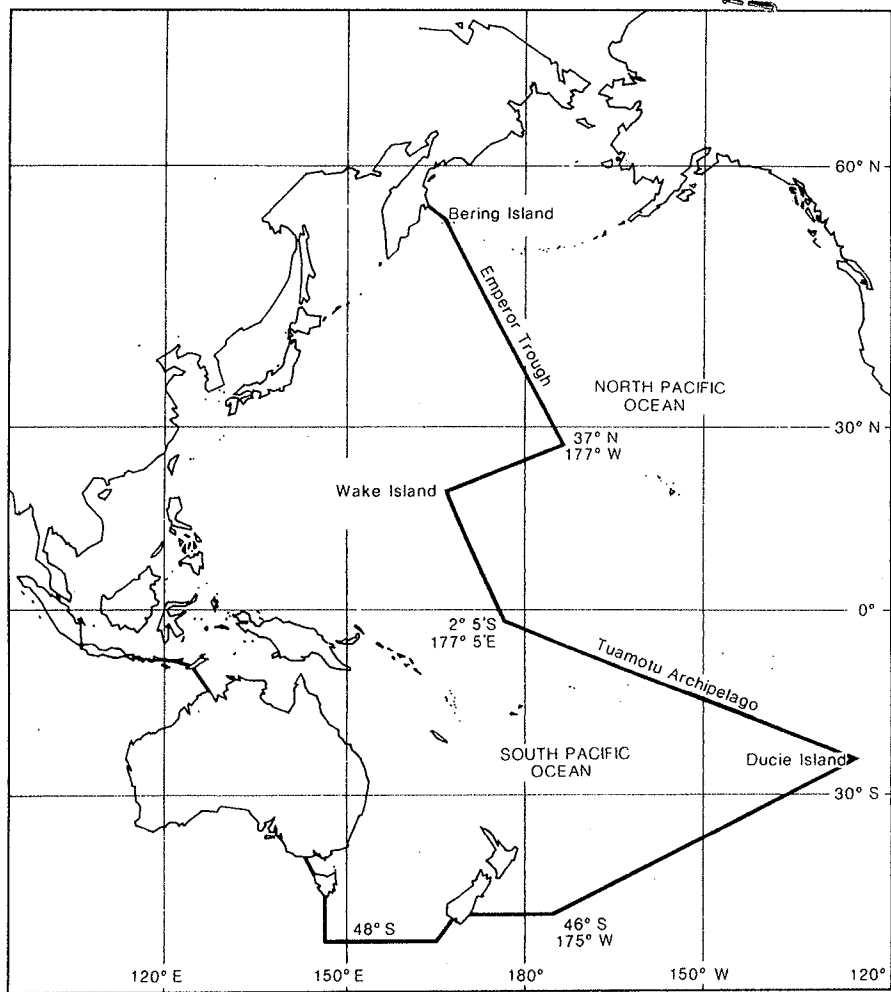 60° N
Bering Island
Emperor Trough
NORTH PACIFIC
OCEAN
30° N
37° N
177° W
Wake Island
0°
2° 5'S
177° 5'E
Tuamotu Archipelago
SOUTH PACIFIC
OCEAN
Ducie Island
30° S
48° S
46° S
175° W
120° E
150° E
180°
150° W
120°